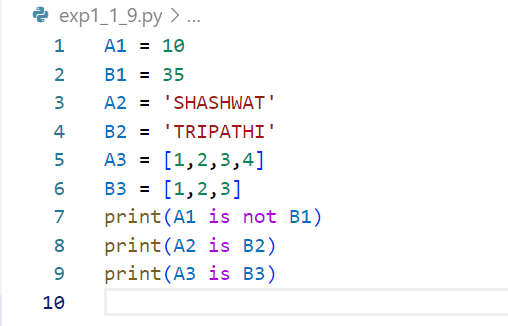 exp1_1_9.py > ...
1 A1 = 10
2 B1 = 35
3 A2 = 'SHASHWAT'
4 B2 = 'TRIPATHI'
5 A3 = [1,2,3,4]
6 B3 = [1,2,3]
7 print(A1 is not B1)
8 print(A2 is B2)
9 print(A3 is B3)
10